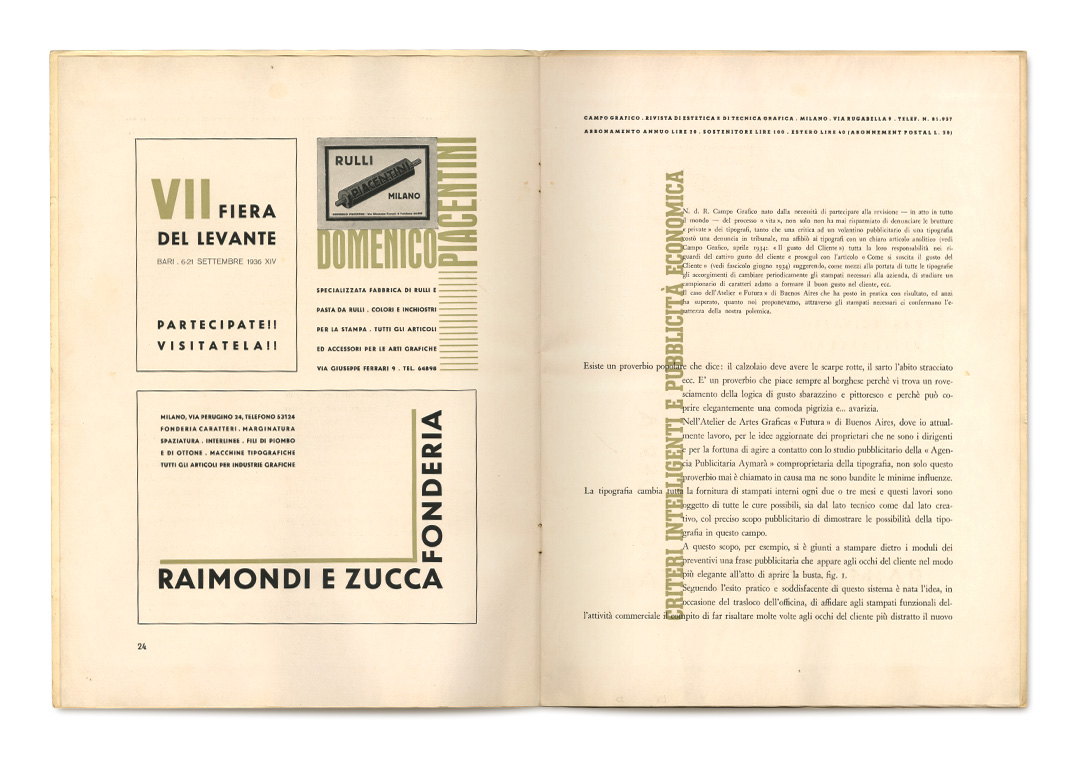 VII FIERA
DEL LEVANTE
BARI . 6-21 SETTEMBRE 1936 XIV
PARTECIPATE!!
VISITATELA!!
RULLI
PIACENTINI
MILANO
DOMENICO
PIACENTINI
SPECIALIZZATA FABBRICA DI RULLI E
PASTA DA RULLI . COLORI E INCHIOSTRI
PER LA STAMPA . TUTTI GLI ARTICOLI
ED ACCESSORI PER LE ARTI GRAFICHE
VIA GIUSEPPE FERRARI 9 . TEL. 64898
MILANO, VIA PERUGINO 24, TELEFONO 53124
FONDERIA CARATTERI . MARGINATURA
SPAZIATURA . INTERLINEE . FILI DI PIOMBO
E DI OTTONE . MACCHINE TIPOGRAFICHE
TUTTI GLI ARTICOLI PER INDUSTRIE GRAFICHE
FONDERIA
RAIMONDI E ZUCCA
24
CAMPO GRAFICO . RIVISTA DI ESTETICA E DI TECNICA GRAFICA . MILANO . VIA RUGABELLA 9 . TELEF. N. 81.937
ABBONAMENTO ANNUO LIRE 50 . SOSTENITORE LIRE 100 . ESTERO LIRE 60 (ABONNEMENT POSTAL L. 58)
CRITERI INTELLIGENTI E PUBBLICITÀ ECONOMICA
N. d. R. Campo Grafico nato dalla necessità di partecipare alla revisione — in atto in tutto
il mondo — del processo « vita », non solo non ha mai risparmiato di denunciare le brutture
« private » dei tipografi, tanto che una critica ad un volantino pubblicitario di una tipografia
costò una denuncia in tribunale, ma affibiò ai tipografi con un chiaro articolo analitico (vedi
Campo Grafico, aprile 1934: « Il gusto del Cliente ») tutta la loro responsabilità nei ri-
guardi del cattivo gusto del cliente e proseguì con l'articolo « Come si suscita il gusto del
Cliente » (vedi fascicolo giugno 1934) suggerendo, come mezzi alla portata di tutte le tipografie
gli accorgimenti di cambiare periodicamente gli stampati necessari alla azienda, di studiare un
campionario di caratteri adatto a formare il buon gusto nel cliente, ecc.
Il caso dell'Atelier « Futura » di Buenos Aires che ha posto in pratica con risultato, ed anzi
ha superato, quanto noi proponevamo, attraverso gli stampati necessari ci confermano l'e-
sattezza della nostra polemica.
Esiste un proverbio popolare che dice: il calzolaio deve avere le scarpe rotte, il sarto l'abito stracciato
ecc. E' un proverbio che piace sempre al borghese perchè vi trova un rove-
sciamento della logica di gusto sbarazzino e pittoresco e perchè può co-
prire elegantemente una comoda pigrizia e... avarizia.
Nell'Atelier de Artes Graficas « Futura » di Buenos Aires, dove io attual-
mente lavoro, per le idee aggiornate dei proprietari che ne sono i dirigenti
e per la fortuna di agire a contatto con lo studio pubblicitario della « Agen-
cia Publicitaria Aymarà » comproprietaria della tipografia, non solo questo
proverbio mai è chiamato in causa ma ne sono bandite le minime influenze.
La tipografia cambia tutta la fornitura di stampati interni ogni due o tre mesi e questi lavori sono
oggetto di tutte le cure possibili, sia dal lato tecnico come dal lato crea-
tivo, col preciso scopo pubblicitario di dimostrare le possibilità della tipo-
grafia in questo campo.
A questo scopo, per esempio, si è giunti a stampare dietro i moduli dei
preventivi una frase pubblicitaria che appare agli occhi del cliente nel modo
più elegante all'atto di aprire la busta, fig. 1.
Seguendo l'esito pratico e soddisfacente di questo sistema è nata l'idea, in
occasione del trasloco dell'officina, di affidare agli stampati funzionali del-
l'attività commerciale il compito di far risaltare molte volte agli occhi del cliente più distratto il nuovo